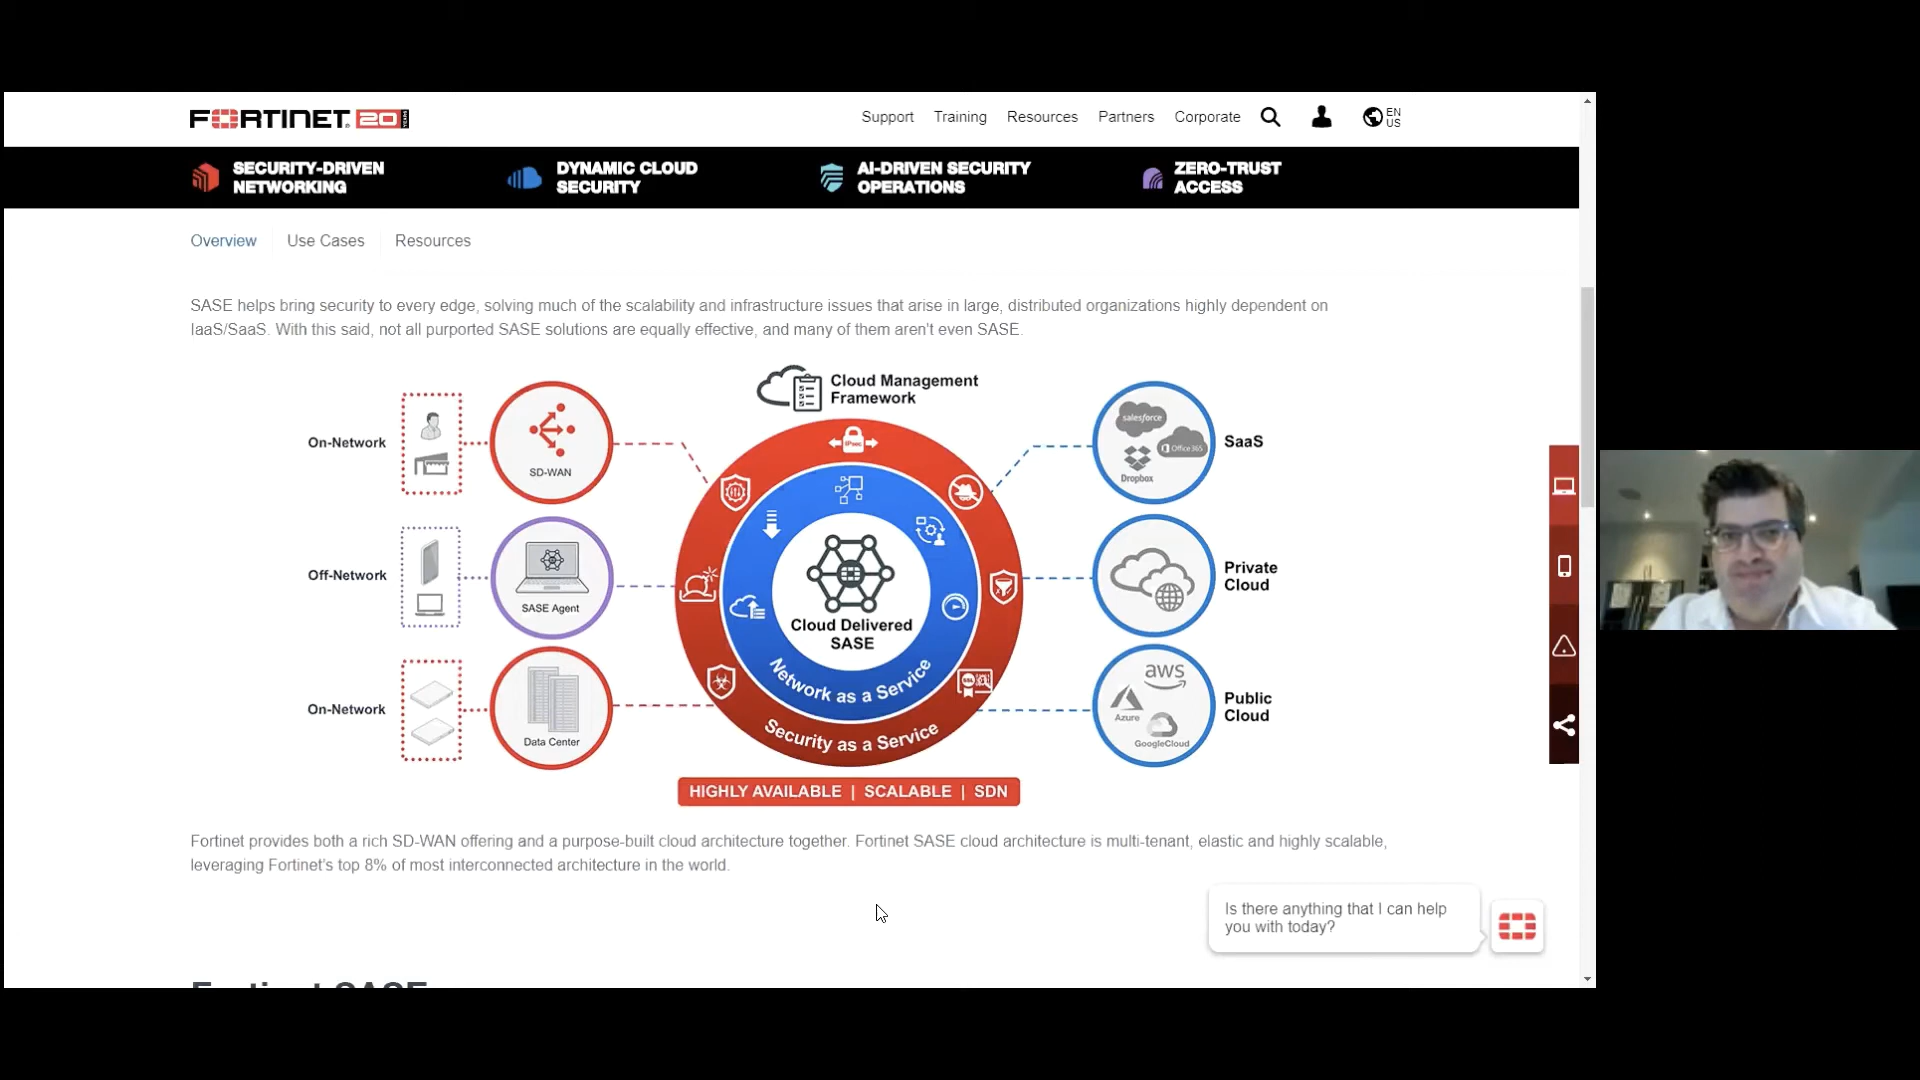 FORTINET 20
Support
Training
Resources
Partners
Corporate
EN
US
SECURITY-DRIVEN
NETWORKING
DYNAMIC CLOUD
SECURITY
AI-DRIVEN SECURITY
OPERATIONS
ZERO-TRUST
ACCESS
Overview
Use Cases
Resources
SASE helps bring security to every edge, solving much of the scalability and infrastructure issues that arise in large, distributed organizations highly dependent on
IaaS/SaaS. With this said, not all purported SASE solutions are equally effective, and many of them aren't even SASE.
Cloud Management
Framework
On-Network
SD-WAN
IPsec
salesforce
Office 365
Dropbox
SaaS
Off-Network
SASE Agent
Cloud Delivered
SASE
Network as a Service
Security as a Service
Private
Cloud
On-Network
Data Center
SSL
aws
Azure
GoogleCloud
Public
Cloud
HIGHLY AVAILABLE | SCALABLE | SDN
Fortinet provides both a rich SD-WAN offering and a purpose-built cloud architecture together. Fortinet SASE cloud architecture is multi-tenant, elastic and highly scalable,
leveraging Fortinet's top 8% of most interconnected architecture in the world.
Is there anything that I can help
you with today?
Fortinet SASE